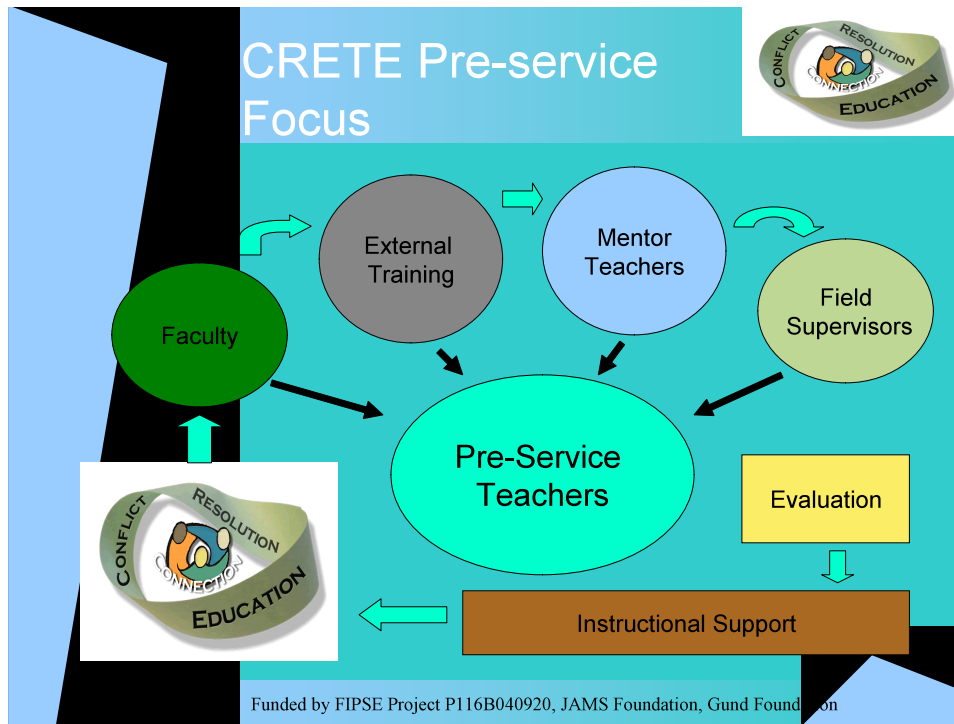 CRETE Pre-service
Focus
CONFLICT
RESOLUTION
CONNECTION
EDUCATION
External
Training
Mentor
Teachers
Field
Supervisors
Faculty
Pre-Service
Teachers
Evaluation
CONFLICT
RESOLUTION
CONNECTION
EDUCATION
Instructional Support
Funded by FIPSE Project P116B040920, JAMS Foundation, Gund Foundation